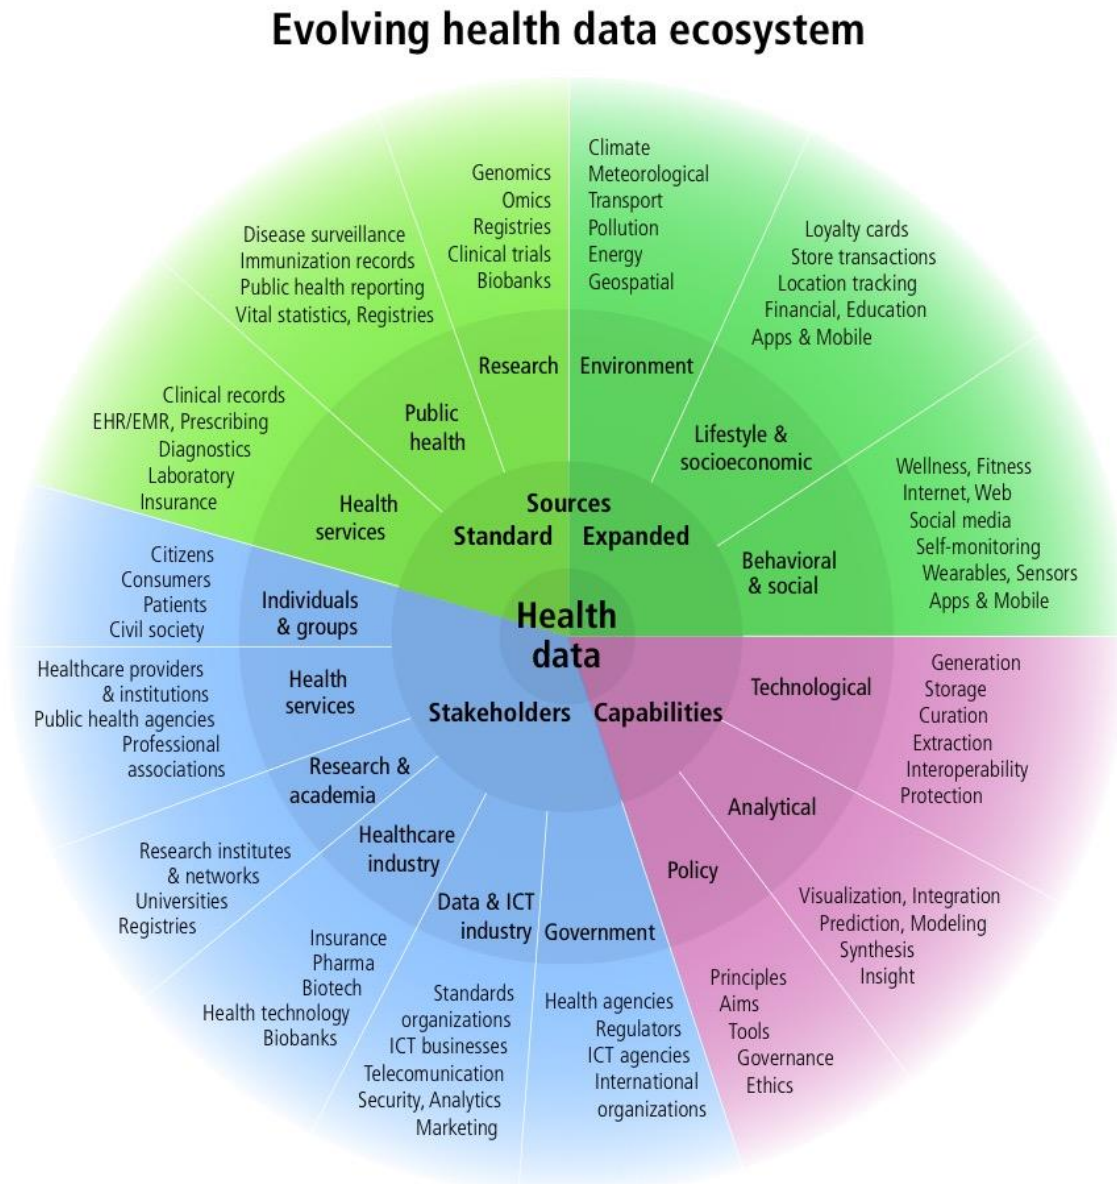 Evolving health data ecosystem
Health
data
Sources
Standard
Expanded
Stakeholders
Capabilities
Research
Genomics
Omics
Registries
Clinical trials
Biobanks
Public
health
Disease surveillance
Immunization records
Public health reporting
Vital statistics, Registries
Health
services
Clinical records
EHR/EMR, Prescribing
Diagnostics
Laboratory
Insurance
Environment
Climate
Meteorological
Transport
Pollution
Energy
Geospatial
Lifestyle &
socioeconomic
Loyalty cards
Store transactions
Location tracking
Financial, Education
Apps & Mobile
Behavioral
& social
Wellness, Fitness
Internet, Web
Social media
Self-monitoring
Wearables, Sensors
Apps & Mobile
Technological
Generation
Storage
Curation
Extraction
Interoperability
Protection
Analytical
Visualization, Integration
Prediction, Modeling
Synthesis
Insight
Policy
Principles
Aims
Tools
Governance
Ethics
Government
Health agencies
Regulators
ICT agencies
International
organizations
Data & ICT
industry
Standards
organizations
ICT businesses
Telecomunication
Security, Analytics
Marketing
Healthcare
industry
Insurance
Pharma
Biotech
Health technology
Biobanks
Research &
academia
Research institutes
& networks
Universities
Registries
Health
services
Healthcare providers
& institutions
Public health agencies
Professional
associations
Individuals
& groups
Citizens
Consumers
Patients
Civil society